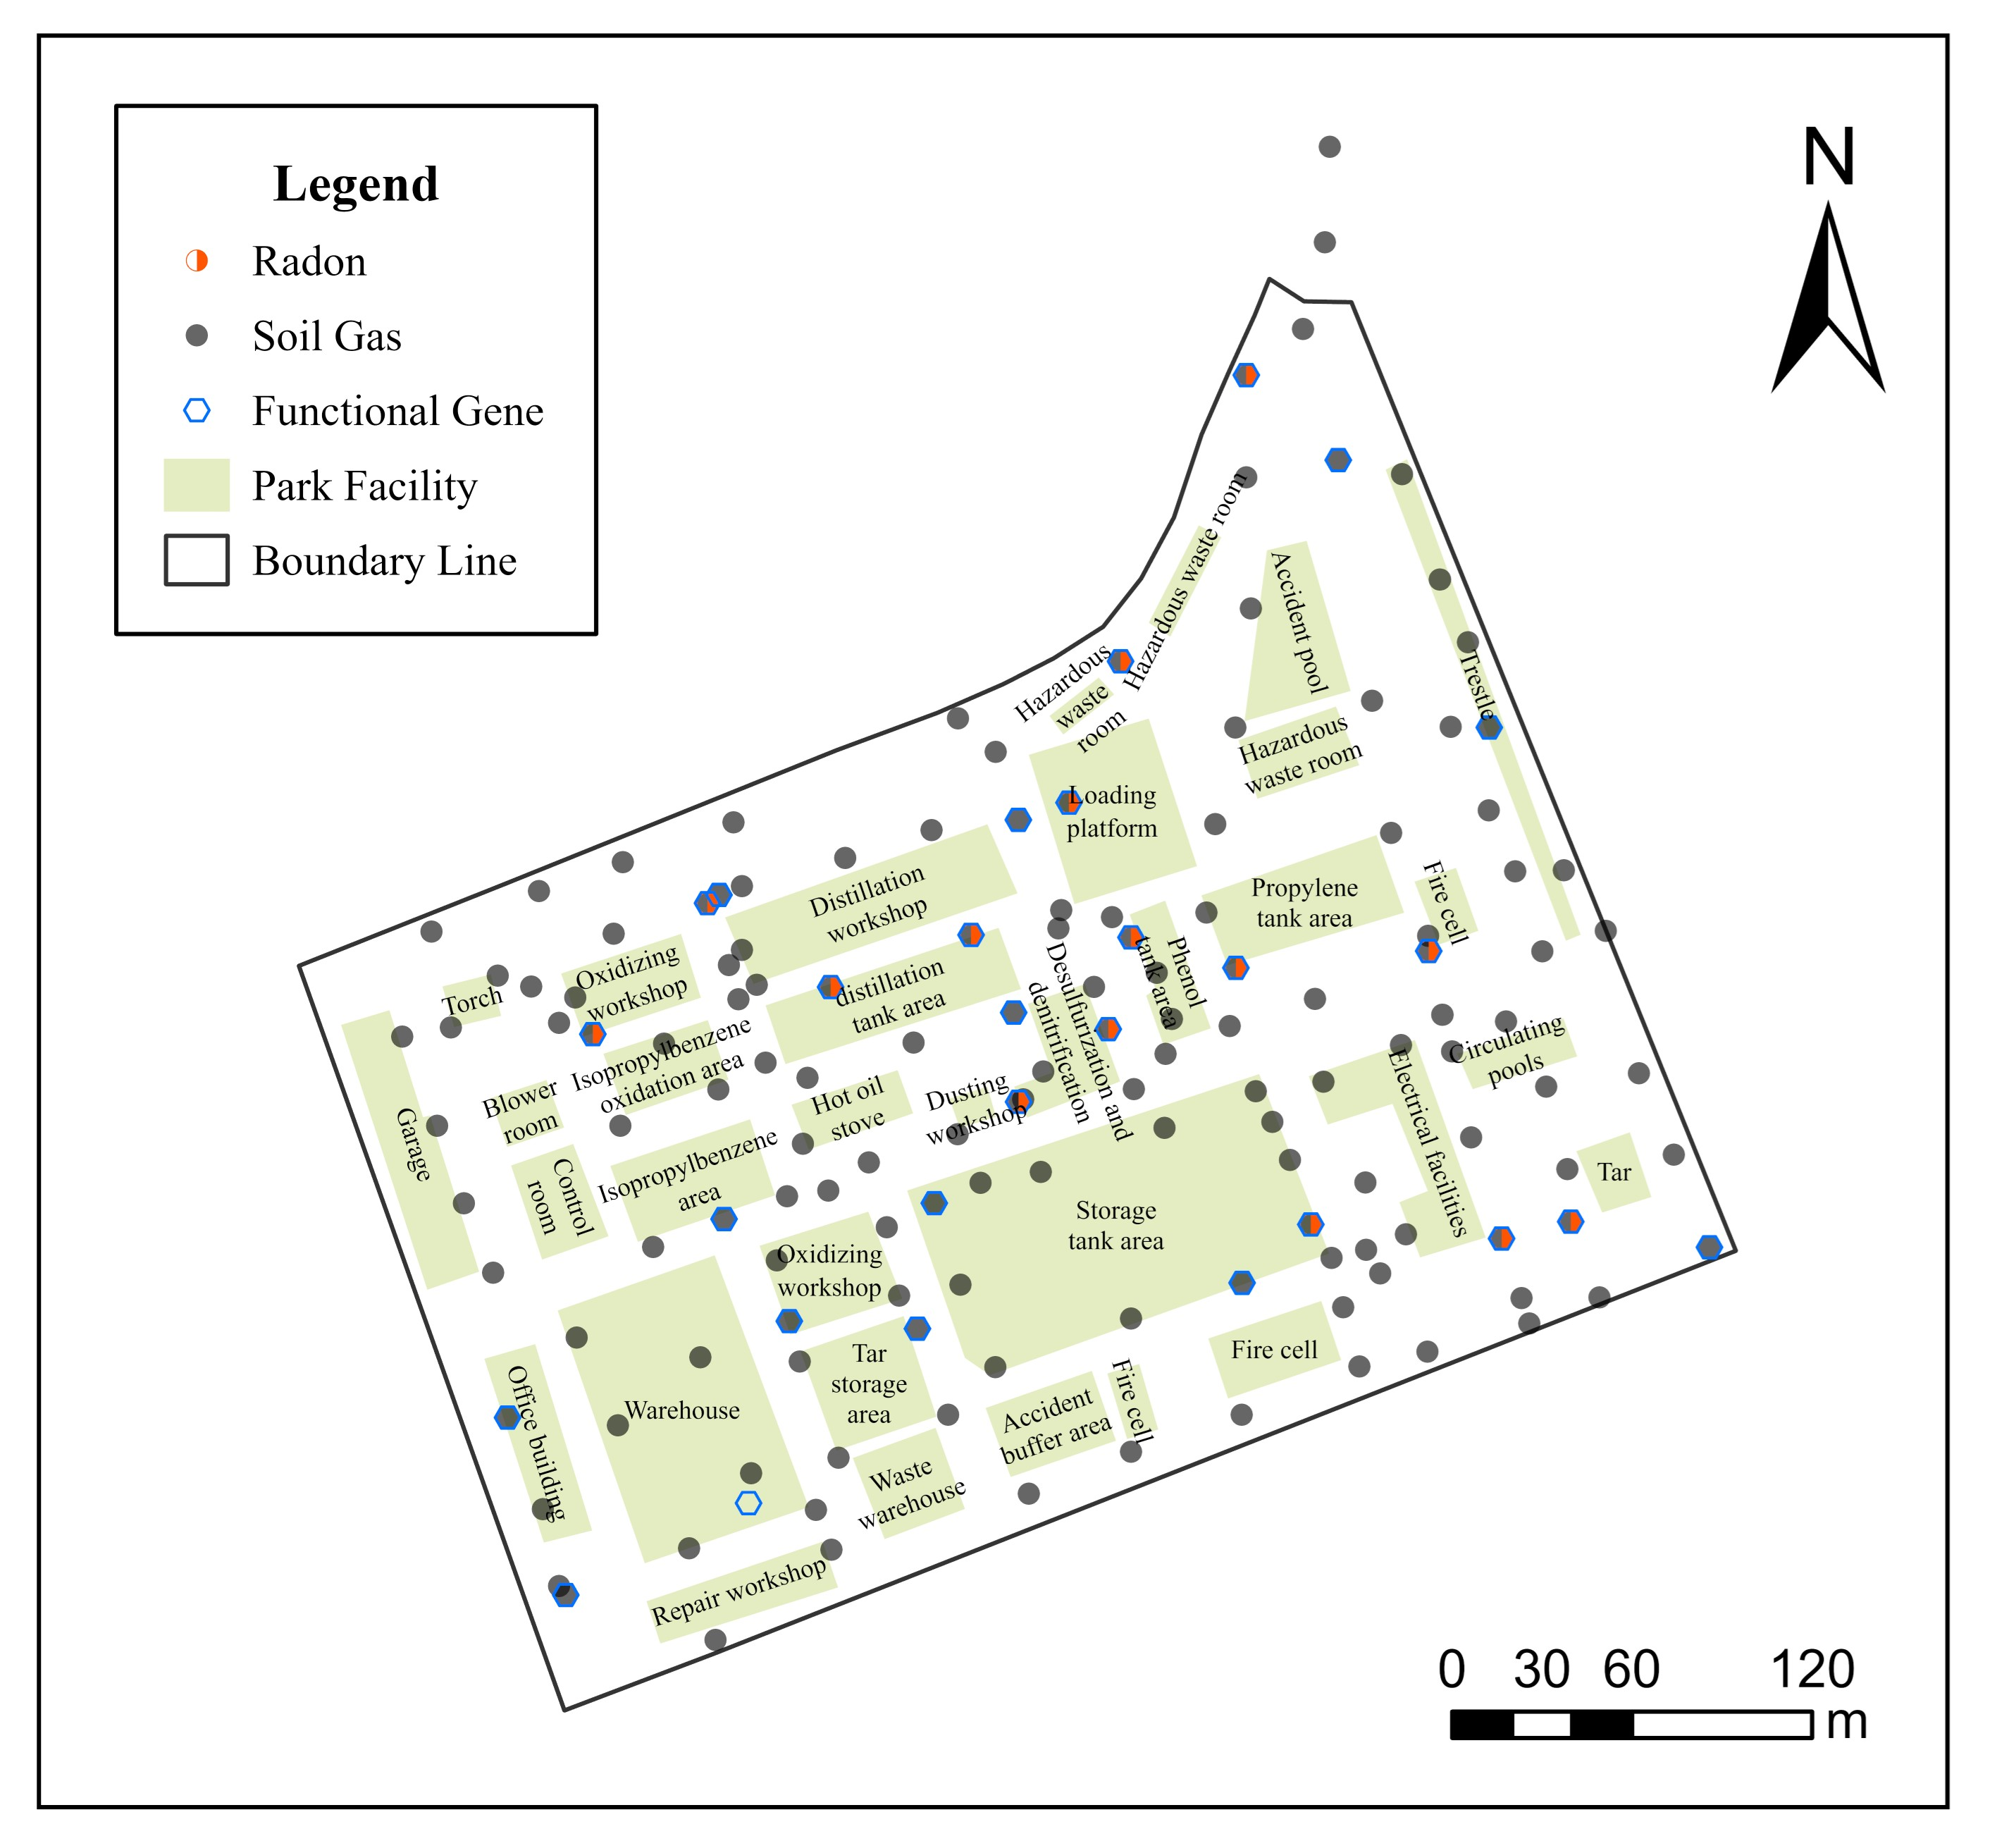 Legend
Radon
Soil Gas
Functional Gene
Park Facility
Boundary Line
N
Hazardous waste room
Accident pool
Hazardous
waste
room
Trestle
Hazardous
waste room
Loading
platform
Distillation
workshop
Propylene
tank area
Fire cell
Oxidizing
workshop
Torch
distillation
tank area
Desulfurization and
denitrification
Phenol
tank area
Isopropylbenzene
oxidation area
Circulating
pools
Blower
room
Hot oil
stove
Dusting
workshop
Electrical facilities
Garage
Control
room
Isopropylbenzene
area
Tar
Storage
tank area
Oxidizing
workshop
Fire cell
Tar
storage
area
Office building
Warehouse
Accident
buffer area
Fire cell
Waste
warehouse
Repair workshop
0 30 60 120
m